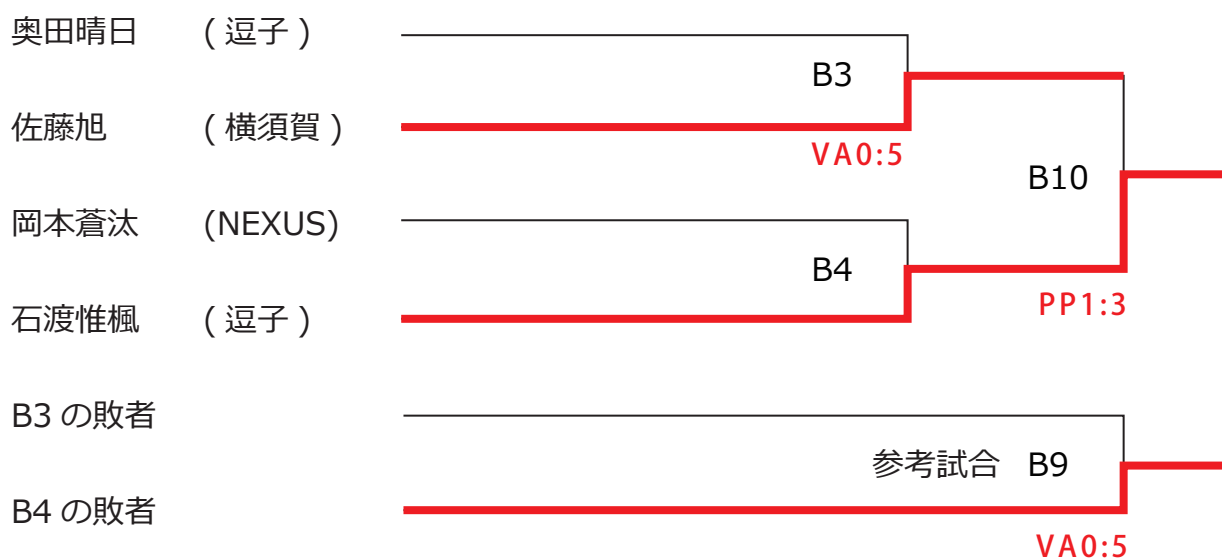 奥田晴日 ( 逗子 )
B3
佐藤旭 ( 横須賀 )
VA0:5
B10
岡本蒼汰 (NEXUS)
B4
石渡惟楓 ( 逗子 )
PP1:3
B3 の敗者
参考試合 B9
B4 の敗者
VA0:5